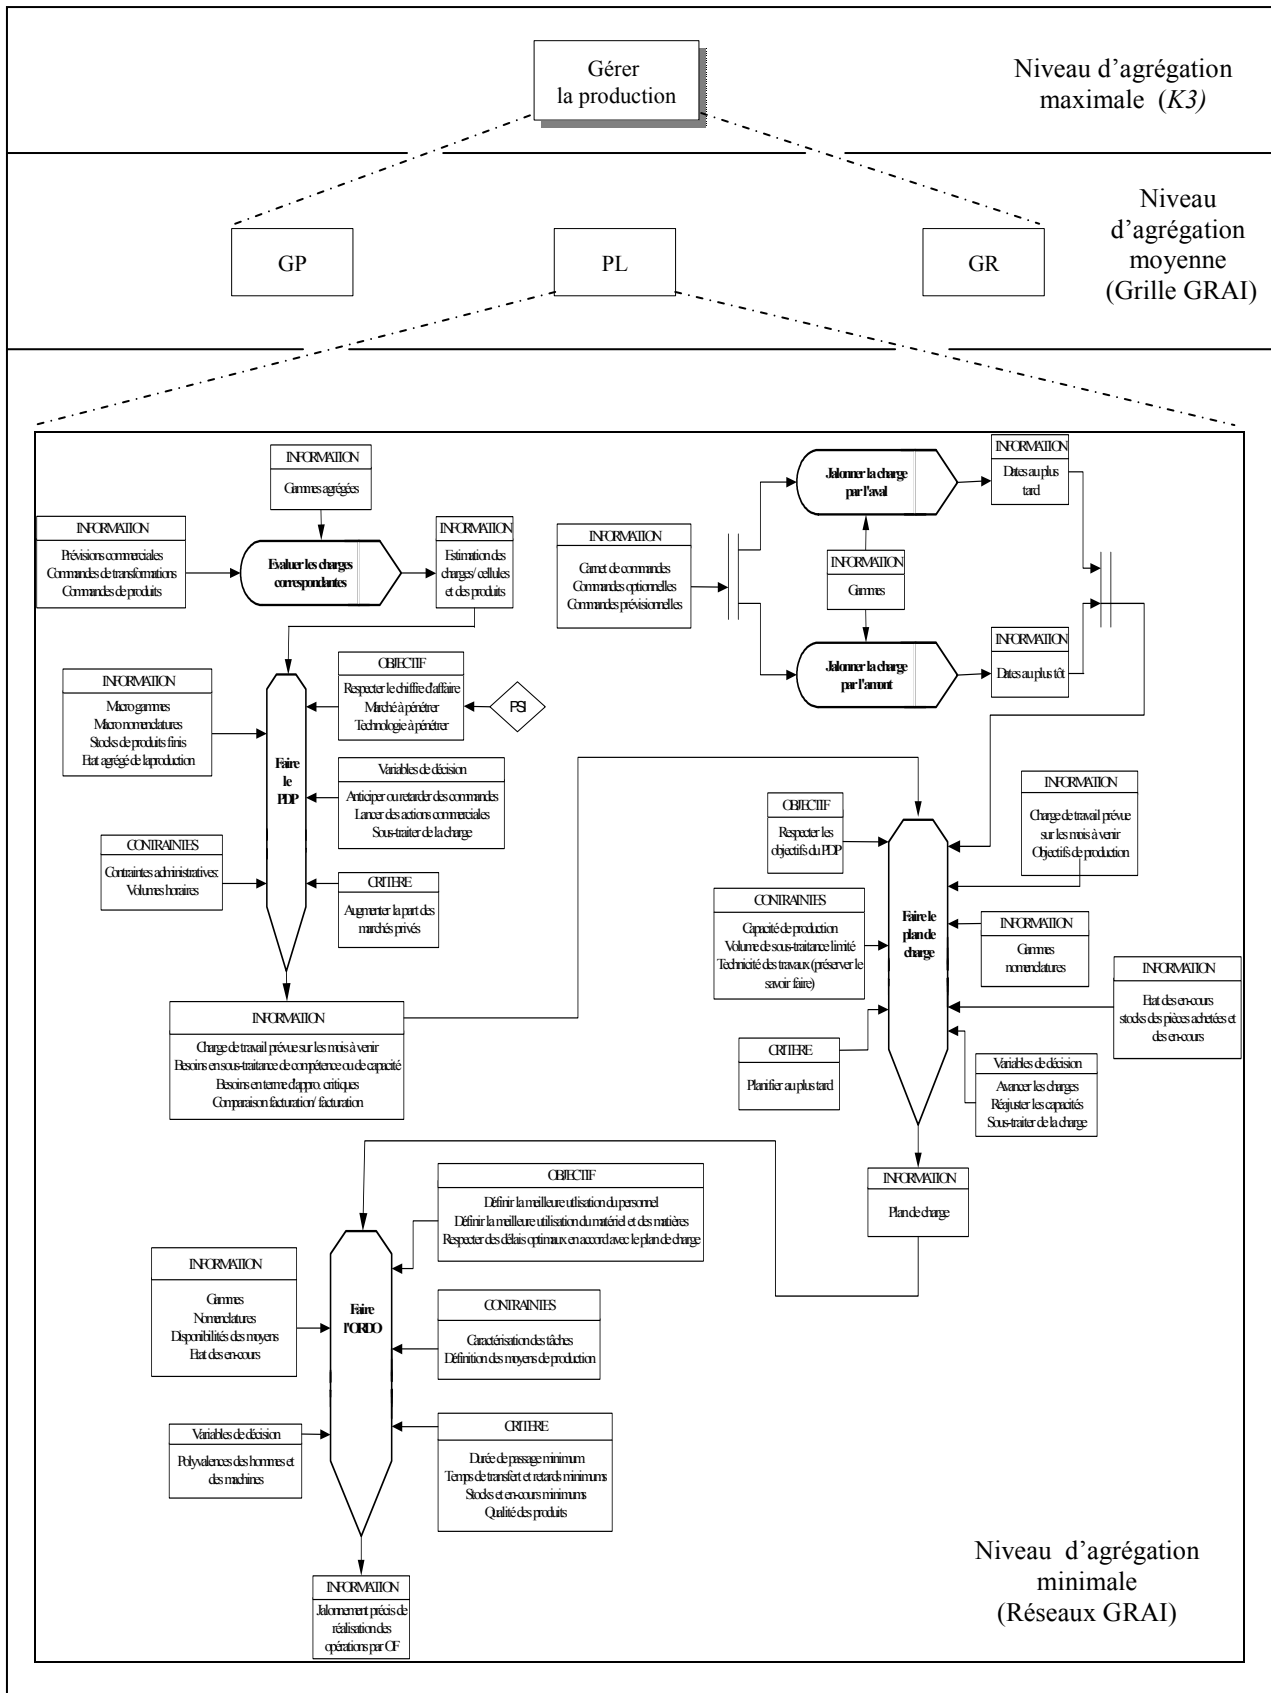 Gérer
la production
Niveau d'agrégation
maximale (K3)
Niveau
d'agrégation
moyenne
(Grille GRAI)
GP
PL
GR
INFORMATION
Gammes agrégées
INFORMATION
Prévisions commerciales
Commandes de transformations
Commandes de produits
Evaluer les charges
correspondantes
INFORMATION
Estimation des
charges/ cellules
et des produits
INFORMATION
Carnet de commandes
Commandes optionnelles
Commandes prévisionnelles
Jalonner la charge
par l'aval
INFORMATION
Dates au plus
tard
INFORMATION
Gammes
Jalonner la charge
par l'amont
INFORMATION
Dates au plus tôt
INFORMATION
Macro gammes
Macro nomenclatures
Stocks de produits finis
Etat agrégé de la production
OBJECTIF
Respecter le chiffre d'affaire
Marché à pénétrer
Technologie à pénétrer
PSI
Faire
le
PDP
Variables de décision
Anticiper ou retarder des commandes
Lancer des actions commerciales
Sous-traiter de la charge
CONTRAINTES
Contraintes administratives
Volumes horaires
CRITERE
Augmenter la part des
marchés privés
INFORMATION
Charge de travail prévue sur les mois à venir
Besoins en sous-traitance de compétence ou de capacité
Besoins en terme d'appro. critiques
Comparaison facturation/ facturation
OBJECTIF
Respecter les
objectifs du PDP
INFORMATION
Charge de travail prévue
sur les mois à venir
Objectifs de production
CONTRAINTES
Capacité de production
Volume de sous-traitance limité
Technicité des travaux (préserver le
savoir faire)
Faire le
plan de
charge
INFORMATION
Gammes
nomenclatures
INFORMATION
Etat des en-cours
stocks des pièces achetées et
des en-cours
CRITERE
Planifier au plus tard
Variables de décision
Avancer les charges
Réajuster les capacités
Sous-traiter de la charge
INFORMATION
Plan de charge
OBJECTIF
Définir la meilleure utlisation du personnel
Définir la meilleure utilisation du matériel et des matières
Respecter des délais optimaux en accord avec le plan de charge
INFORMATION
Gammes
Nomenclatures
Disponibilités des moyens
Etat des en-cours
Faire
l'ORDO
CONTRAINTES
Caractérisation des tâches
Définition des moyens de production
Variables de décision
Polyvalences des hommes et
des machines
CRITERE
Durée de passage minimum
Temps de transfert et retards minimums
Stocks et en-cours minimums
Qualité des produits
INFORMATION
Jalonnement précis de
réalisation des
opérations par OF
Niveau d'agrégation
minimale
(Réseaux GRAI)